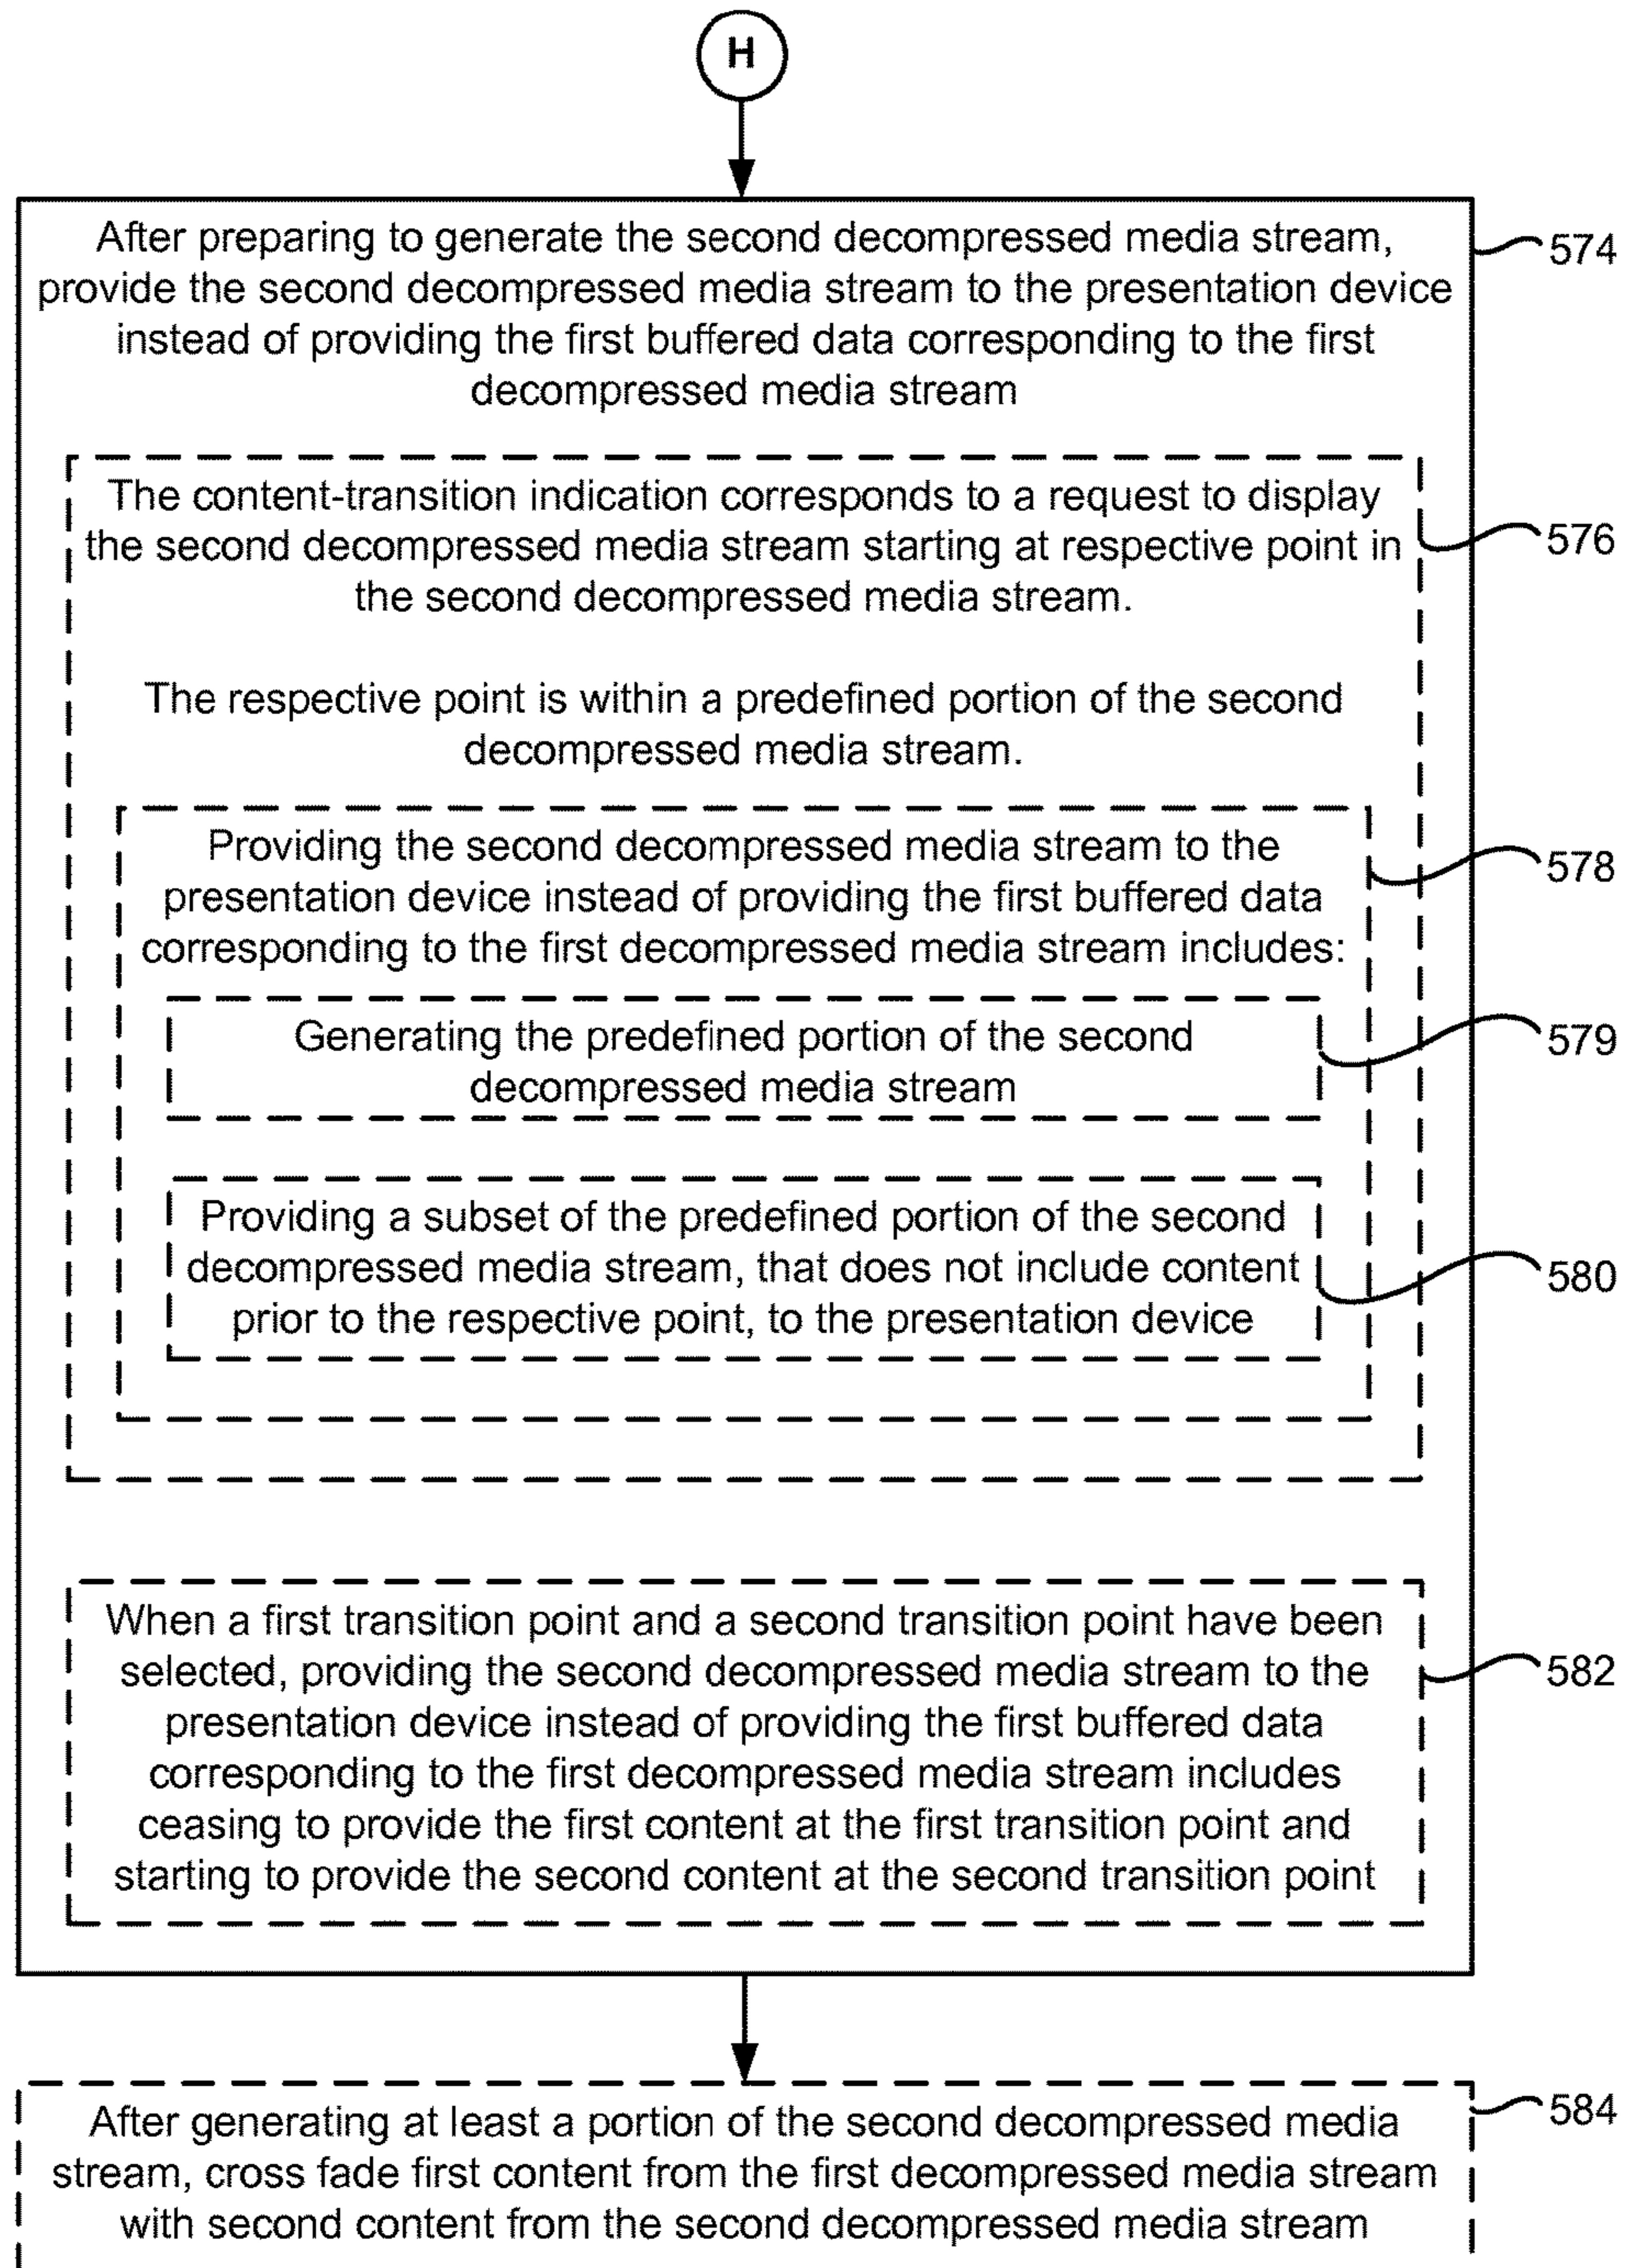 H
After preparing to generate the second decompressed media stream,
provide the second decompressed media stream to the presentation device
instead of providing the first buffered data corresponding to the first
decompressed media stream
574
The content-transition indication corresponds to a request to display
the second decompressed media stream starting at respective point in
the second decompressed media stream.
576
The respective point is within a predefined portion of the second
decompressed media stream.
Providing the second decompressed media stream to the
presentation device instead of providing the first buffered data
corresponding to the first decompressed media stream includes:
578
Generating the predefined portion of the second
decompressed media stream
579
Providing a subset of the predefined portion of the second
decompressed media stream, that does not include content
prior to the respective point, to the presentation device
580
When a first transition point and a second transition point have been
selected, providing the second decompressed media stream to the
presentation device instead of providing the first buffered data
corresponding to the first decompressed media stream includes
ceasing to provide the first content at the first transition point and
starting to provide the second content at the second transition point
582
After generating at least a portion of the second decompressed media
stream, cross fade first content from the first decompressed media stream
with second content from the second decompressed media stream
584